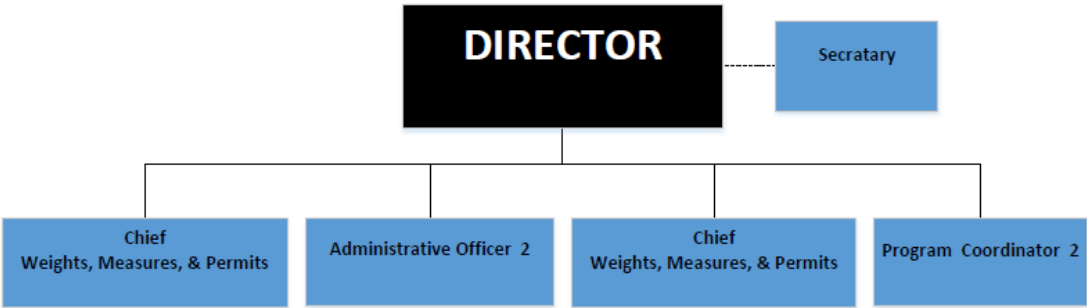 DIRECTOR
Secratary
Chief
Weights, Measures, & Permits
Administrative Officer 2
Chief
Weights, Measures, & Permits
Program Coordinator 2